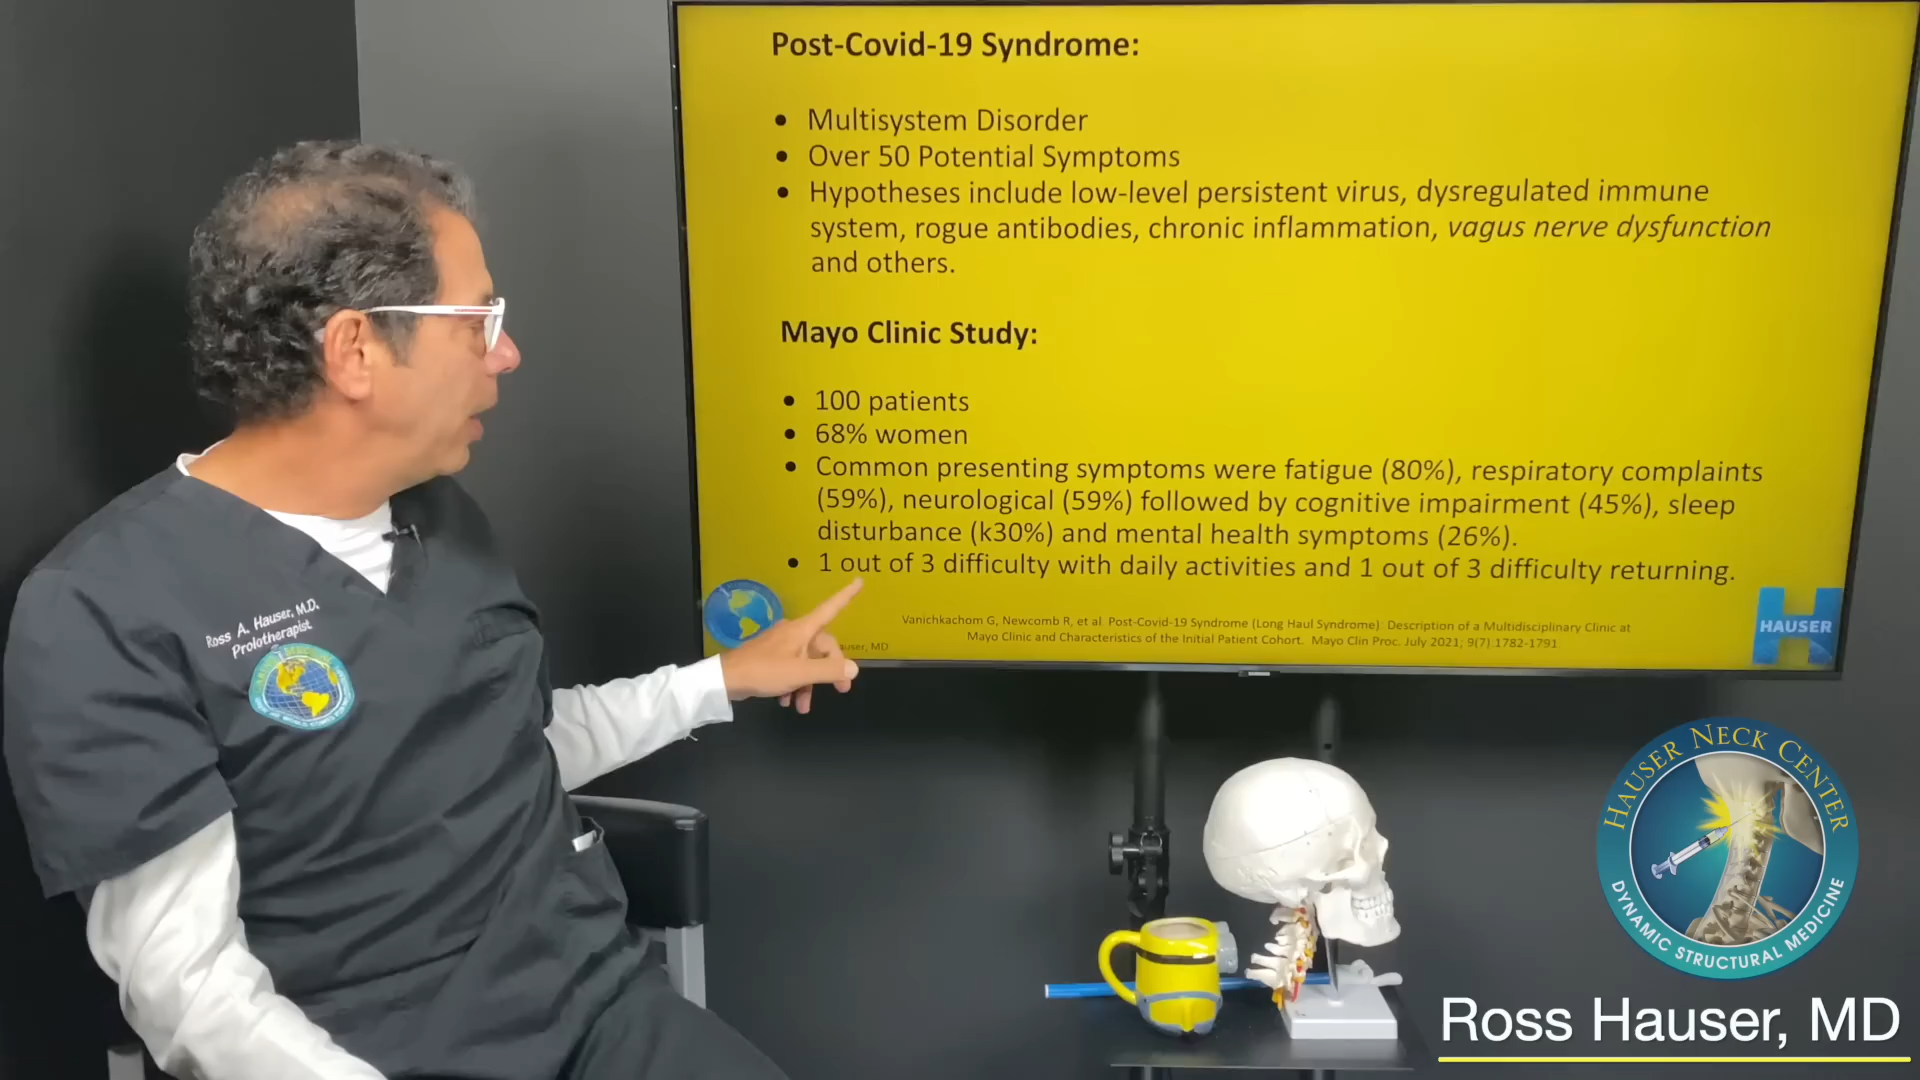 Post-Covid-19 Syndrome:
• Multisystem Disorder
• Over 50 Potential Symptoms
• Hypotheses include low-level persistent virus, dysregulated immune
system, rogue antibodies, chronic inflammation, vagus nerve dysfunction
and others.
Mayo Clinic Study:
• 100 patients
• 68% women
• Common presenting symptoms were fatigue (80%), respiratory complaints
(59%), neurological (59%) followed by cognitive impairment (45%), sleep
disturbance (k30%) and mental health symptoms (26%).
• 1 out of 3 difficulty with daily activities and 1 out of 3 difficulty returning.
Vanichkachom G, Newcomb R, et al. Post-Covid-19 Syndrome (Long Haul Syndrome): Description of a Multidisciplinary Clinic at
Mayo Clinic and Characteristics of the Initial Patient Cohort. Mayo Clin Proc. July 2021; 9(7):1782-1791.
MD
HAUSER
Ross A. Hauser, M.D.
Prolotherapist
HAUSER NECK CENTER
DYNAMIC STRUCTURAL MEDICINE
Ross Hauser, MD